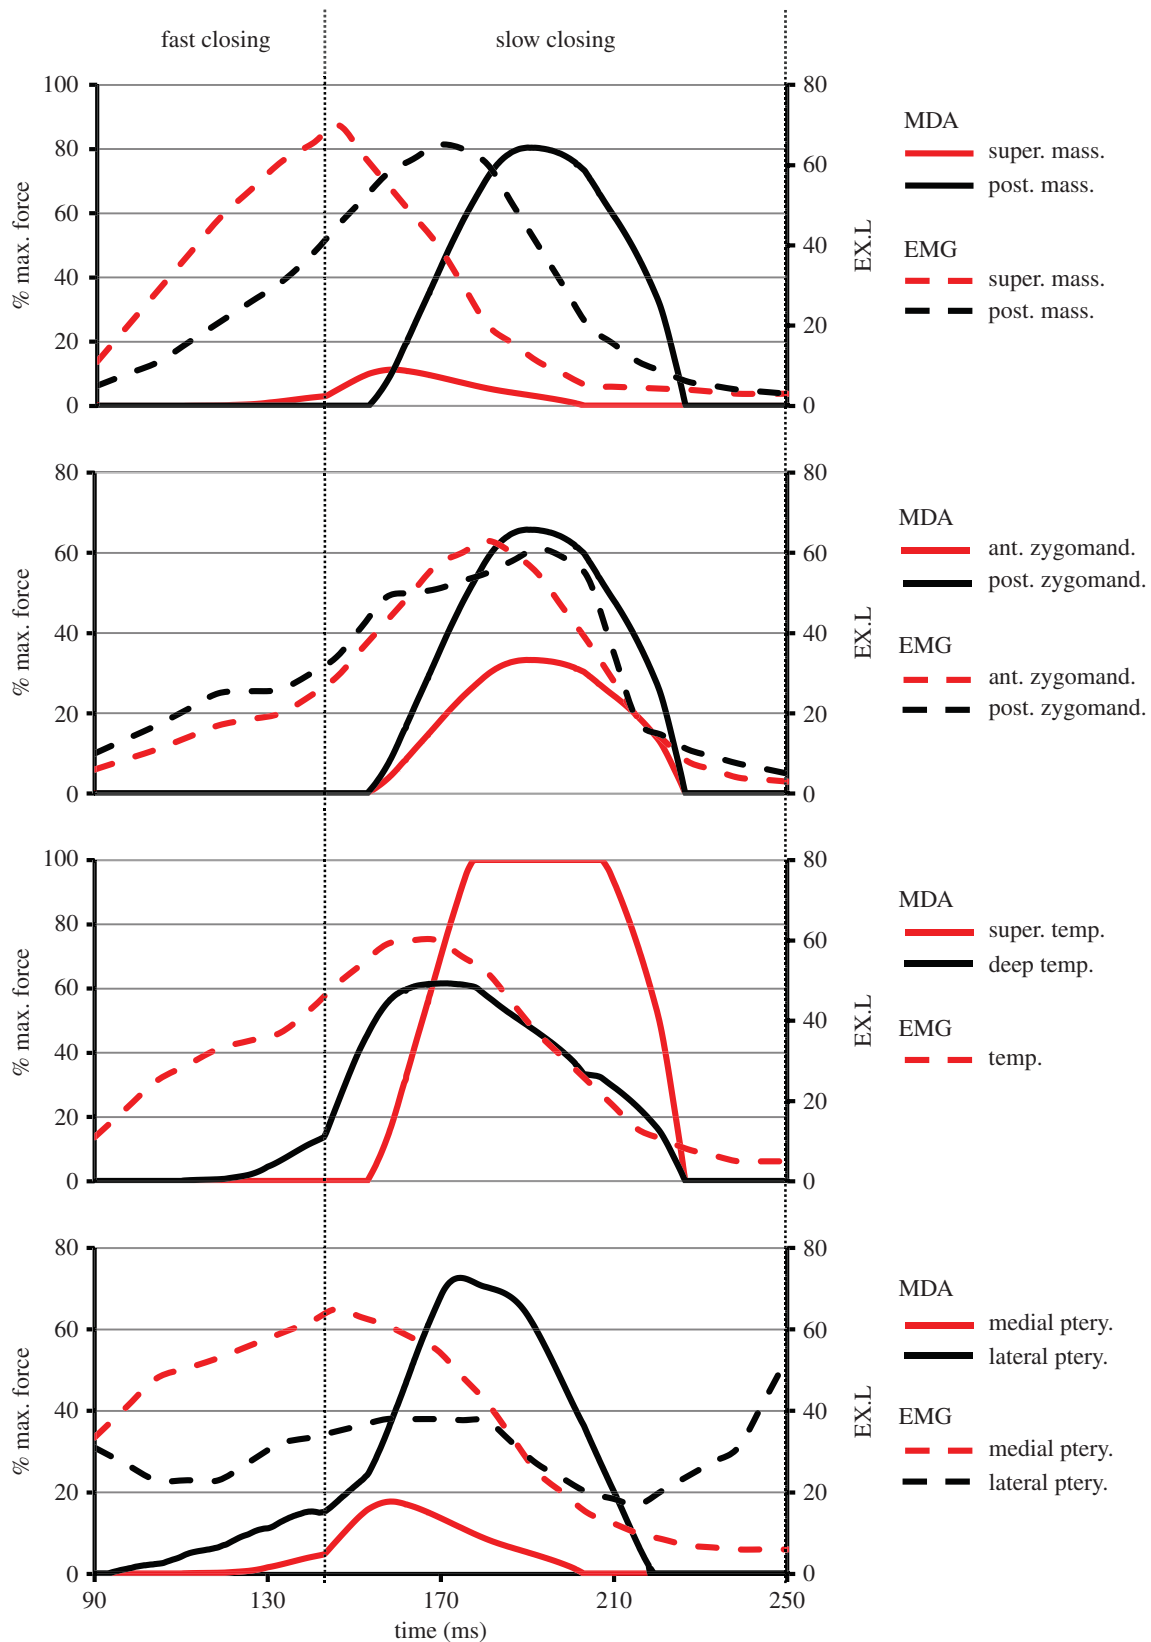 fast closing
slow closing
100
80
60
40
20
0
% max. force
80
60
40
20
0
EX.L
MDA
super. mass.
post. mass.
EMG
super. mass.
post. mass.
80
60
40
20
0
% max. force
80
60
40
20
0
EX.L
MDA
ant. zygomand.
post. zygomand.
EMG
ant. zygomand.
post. zygomand.
100
80
60
40
20
0
% max. force
80
60
40
20
0
EX.L
MDA
super. temp.
deep temp.
EMG
temp.
80
60
40
20
0
% max. force
80
60
40
20
0
EX.L
MDA
medial ptery.
lateral ptery.
EMG
medial ptery.
lateral ptery.
90 130 170 210 250
time (ms)